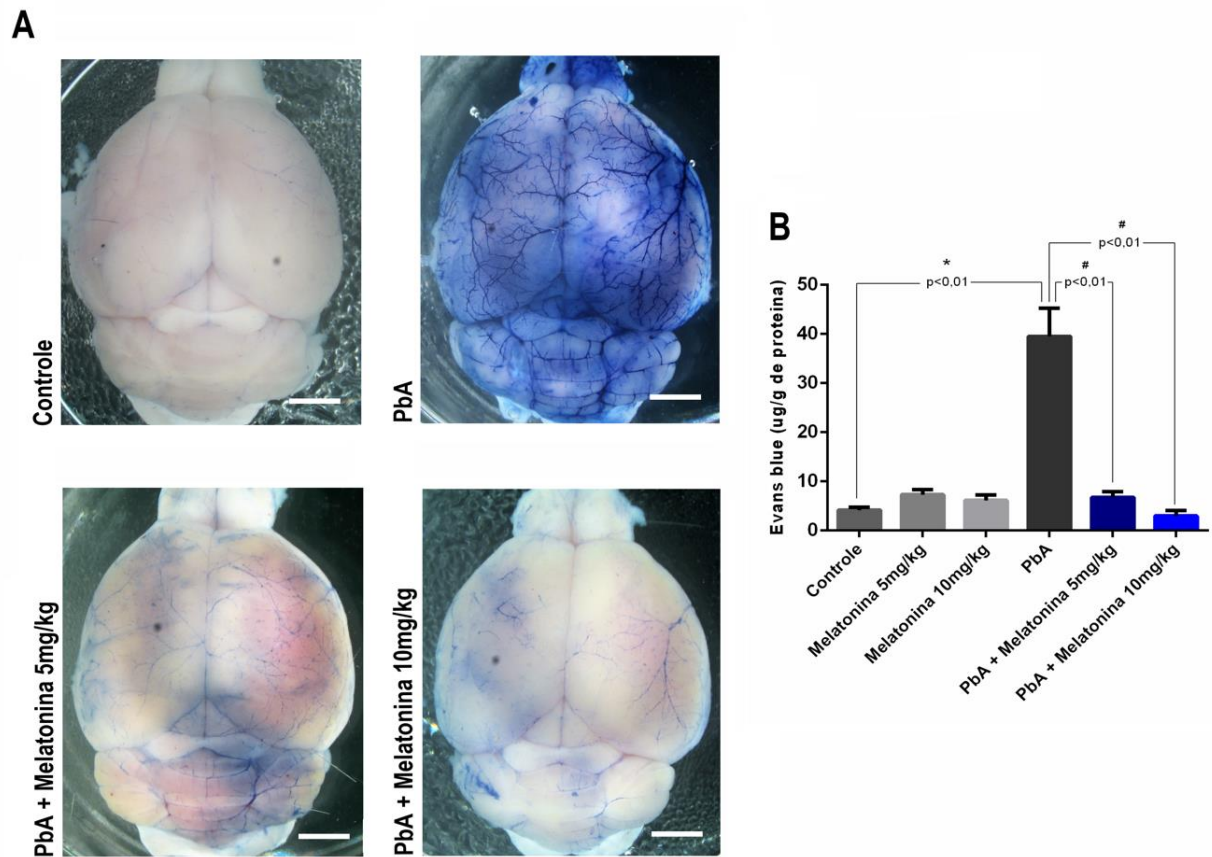 A
Controle
PbA
PbA + Melatonina 5mg/kg
PbA + Melatonina 10mg/kg
B
#
p<0,01
*
p<0,01
#
p<0,01
Evans blue (ug/g de proteina)
50
40
30
20
10
0
Controle
Melatonina 5mg/kg
Melatonina 10mg/kg
PbA
PbA + Melatonina 5mg/kg
PbA + Melatonina 10mg/kg